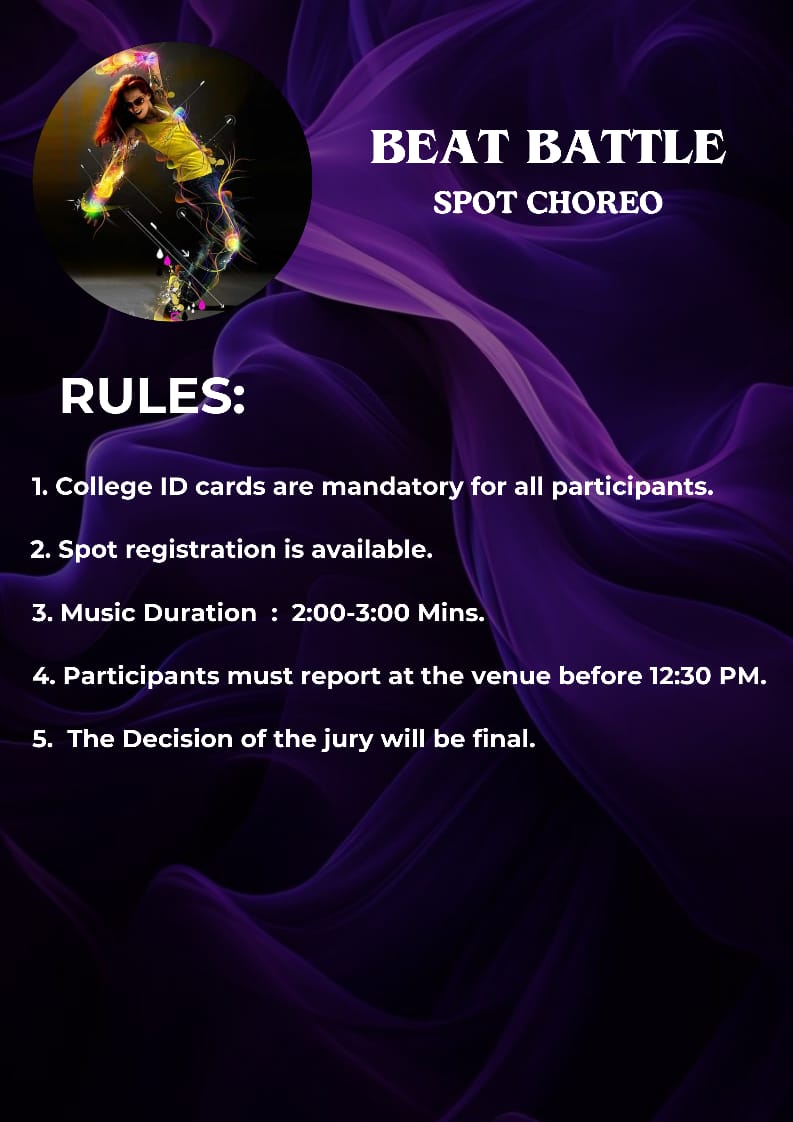 BEAT BATTLE
SPOT CHOREO
RULES:
1. College ID cards are mandatory for all participants.
2. Spot registration is available.
3. Music Duration  :  2:00-3:00 Mins.
4. Participants must report at the venue before 12:30 PM.
5.  The Decision of the jury will be final.